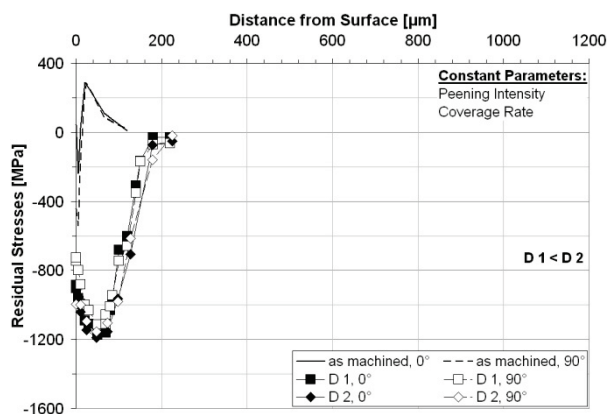 Distance from Surface [µm]
0 200 400 600 800 1000 1200
400
0
-400
-800
-1200
-1600
Residual Stresses [MPa]
Constant Parameters:
Peening Intensity
Coverage Rate
D 1 < D 2
as machined, 0° as machined, 90°
D 1, 0° D 1, 90°
D 2, 0° D 2, 90°